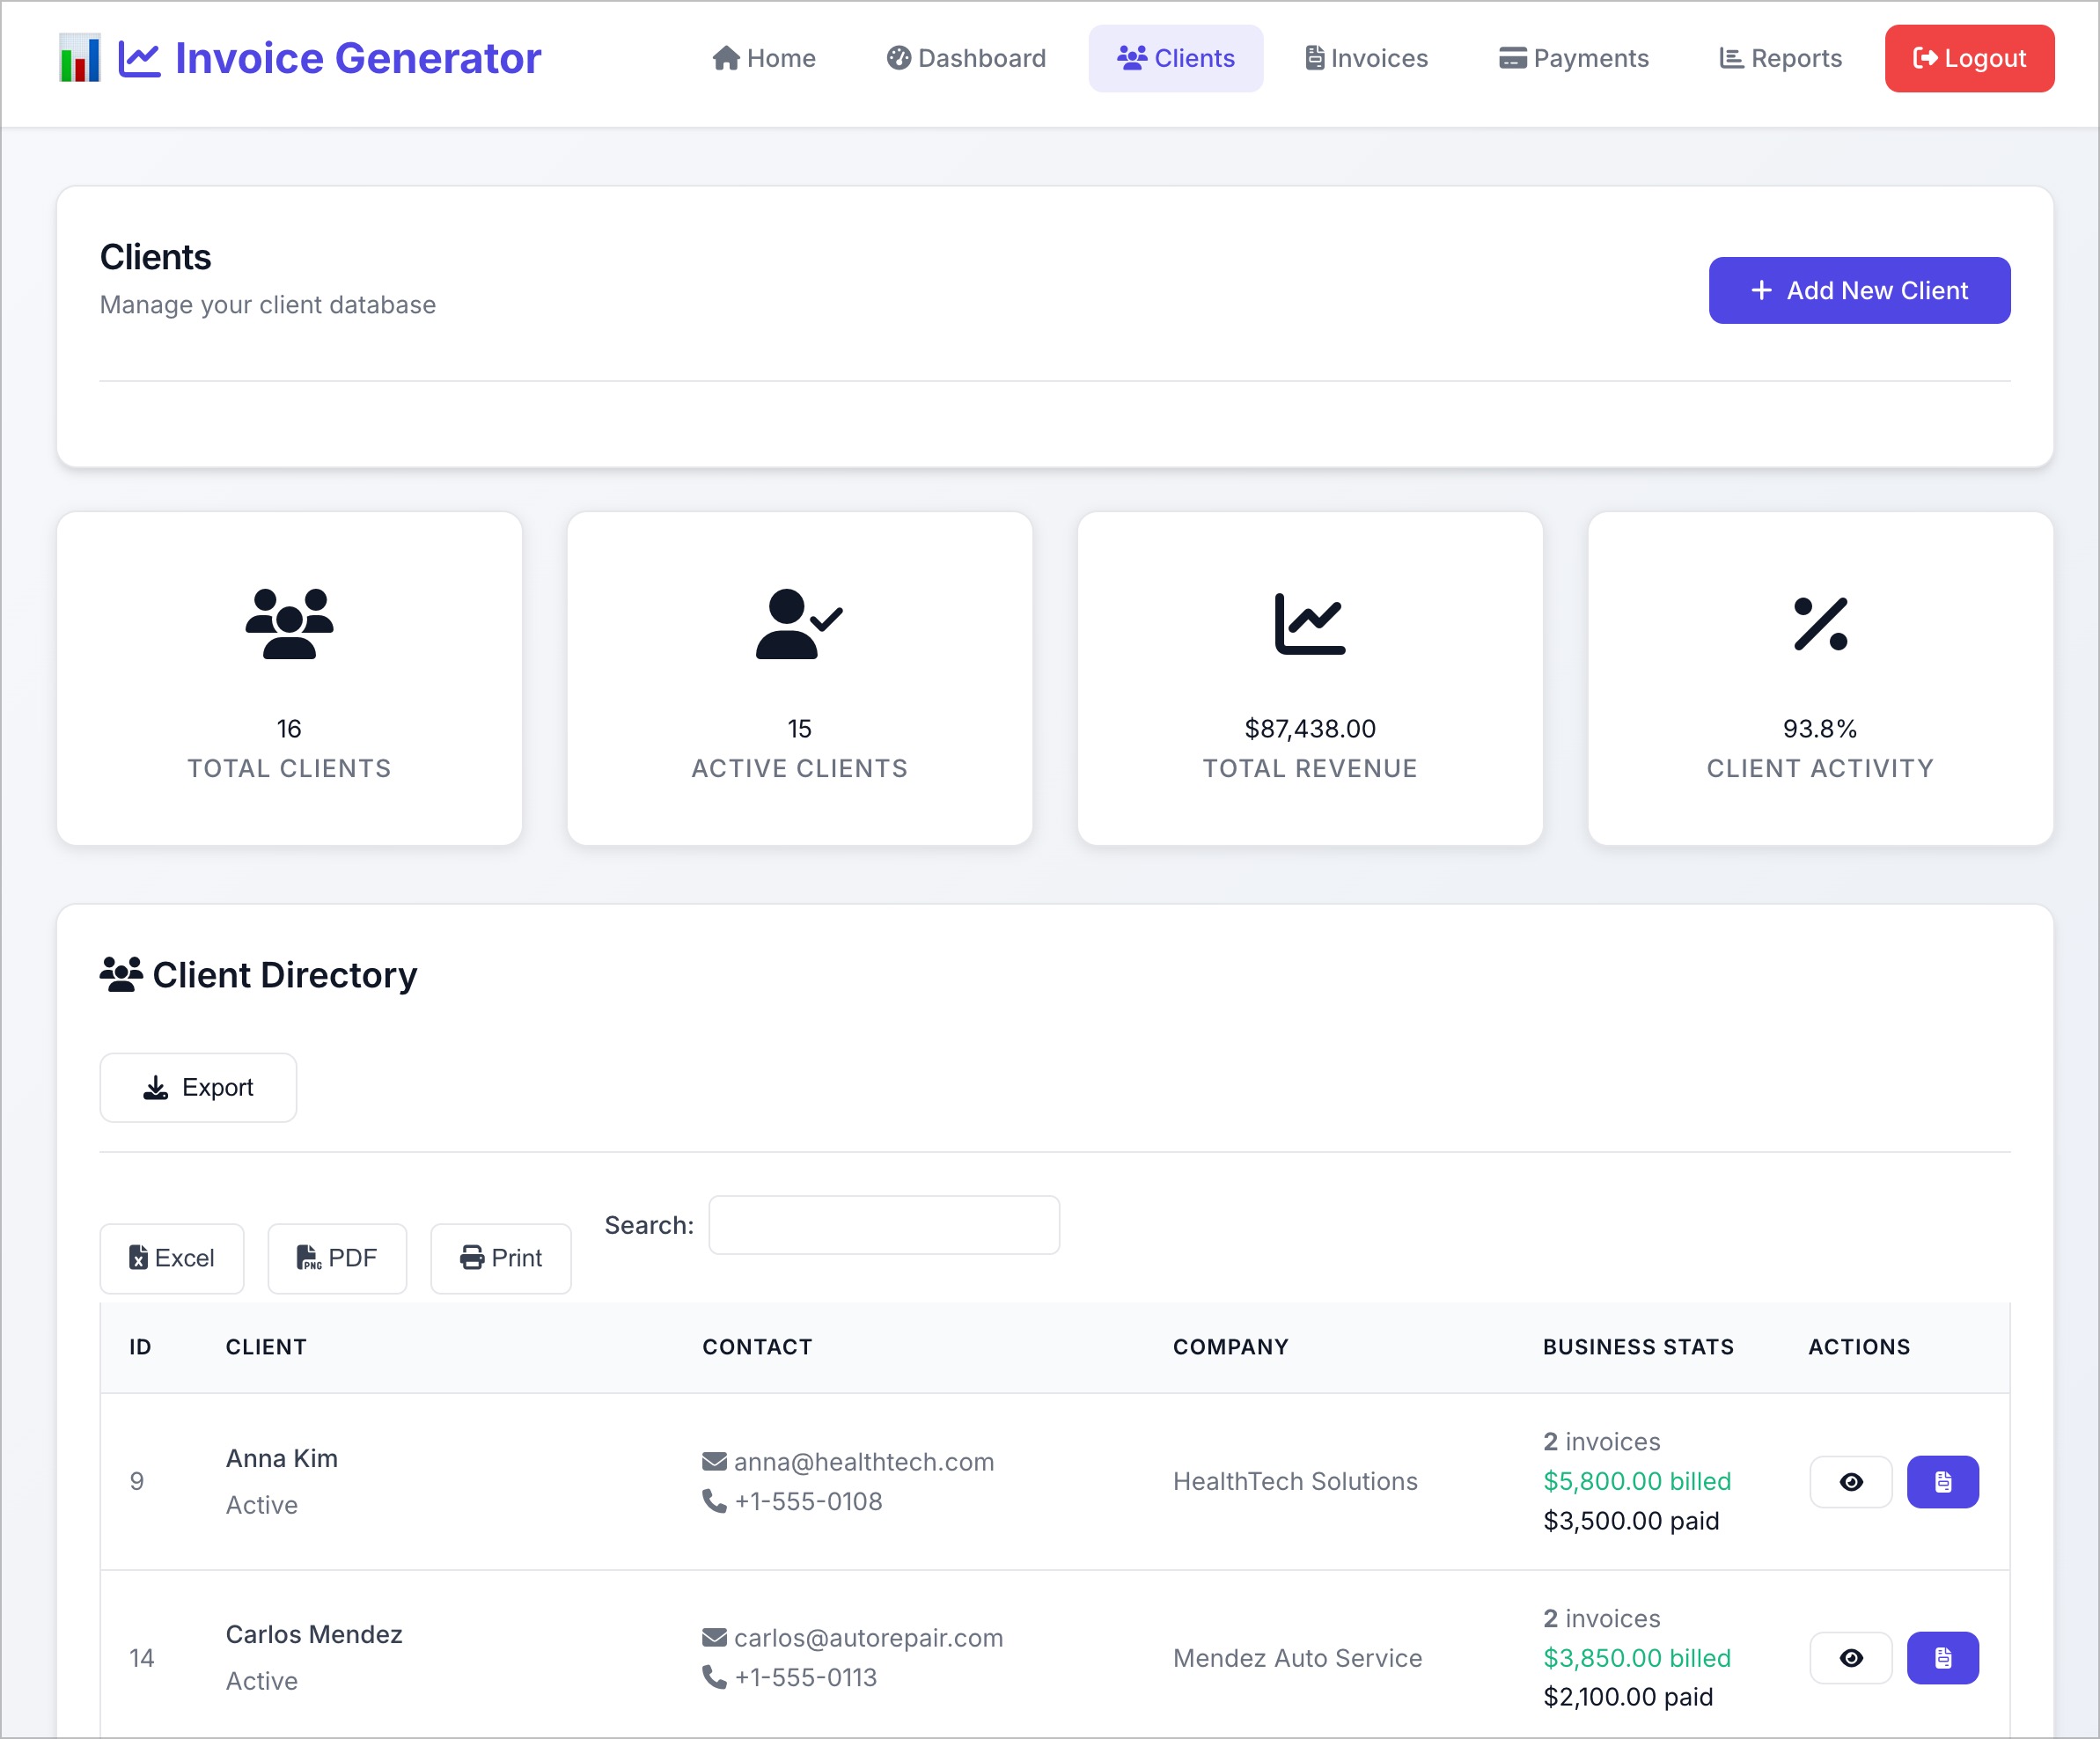 Invoice Generator
Home
Dashboard
Clients
Invoices
Payments
Reports
Logout
Clients
Manage your client database
+ Add New Client
16
TOTAL CLIENTS
15
ACTIVE CLIENTS
$87,438.00
TOTAL REVENUE
93.8%
CLIENT ACTIVITY
Client Directory
Export
Excel
PNG PDF
Print
Search:
ID CLIENT CONTACT COMPANY BUSINESS STATS ACTIONS
9
Anna Kim
Active
anna@healthtech.com
+1-555-0108
HealthTech Solutions
2 invoices
$5,800.00 billed
$3,500.00 paid
14
Carlos Mendez
Active
carlos@autorepair.com
+1-555-0113
Mendez Auto Service
2 invoices
$3,850.00 billed
$2,100.00 paid